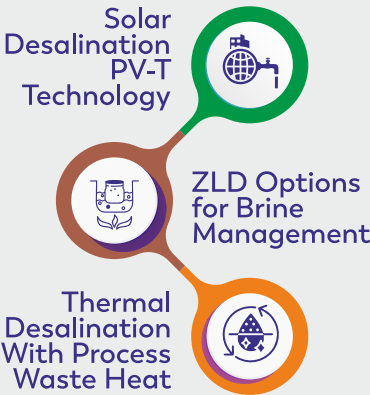 Solar
Desalination
PV-T
Technology
ZLD Options
for Brine
Management
Thermal
Desalination
With Process
Waste Heat